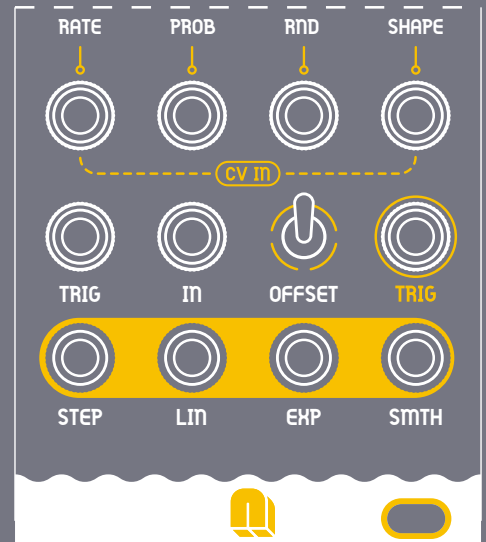 RATE PROB RND SHAPE
CV IN
TRIG IN OFFSET TRIG
STEP LIN EXP SMTH